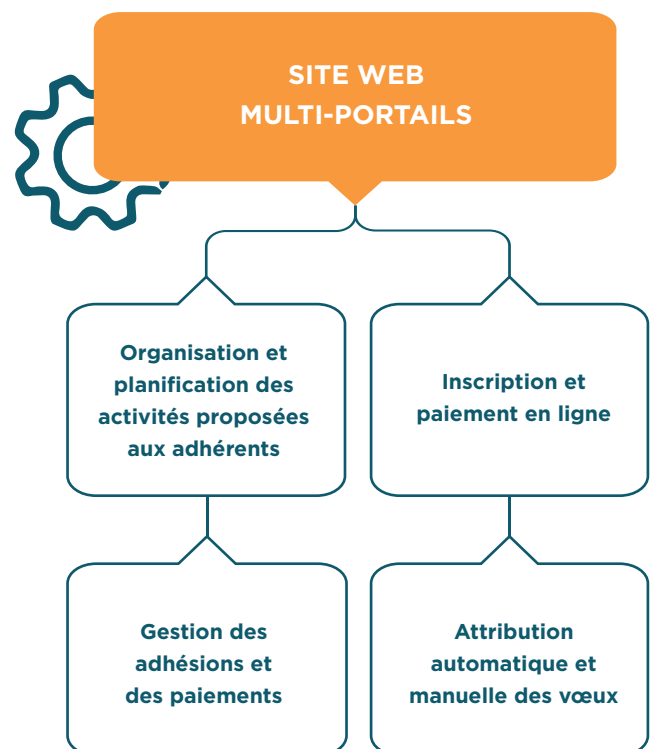 SITE WEB
MULTI-PORTAILS
Organisation et
planification des
activités proposées
aux adhérents
Inscription et
paiement en ligne
Gestion des
adhésions et
des paiements
Attribution
automatique et
manuelle des vœux